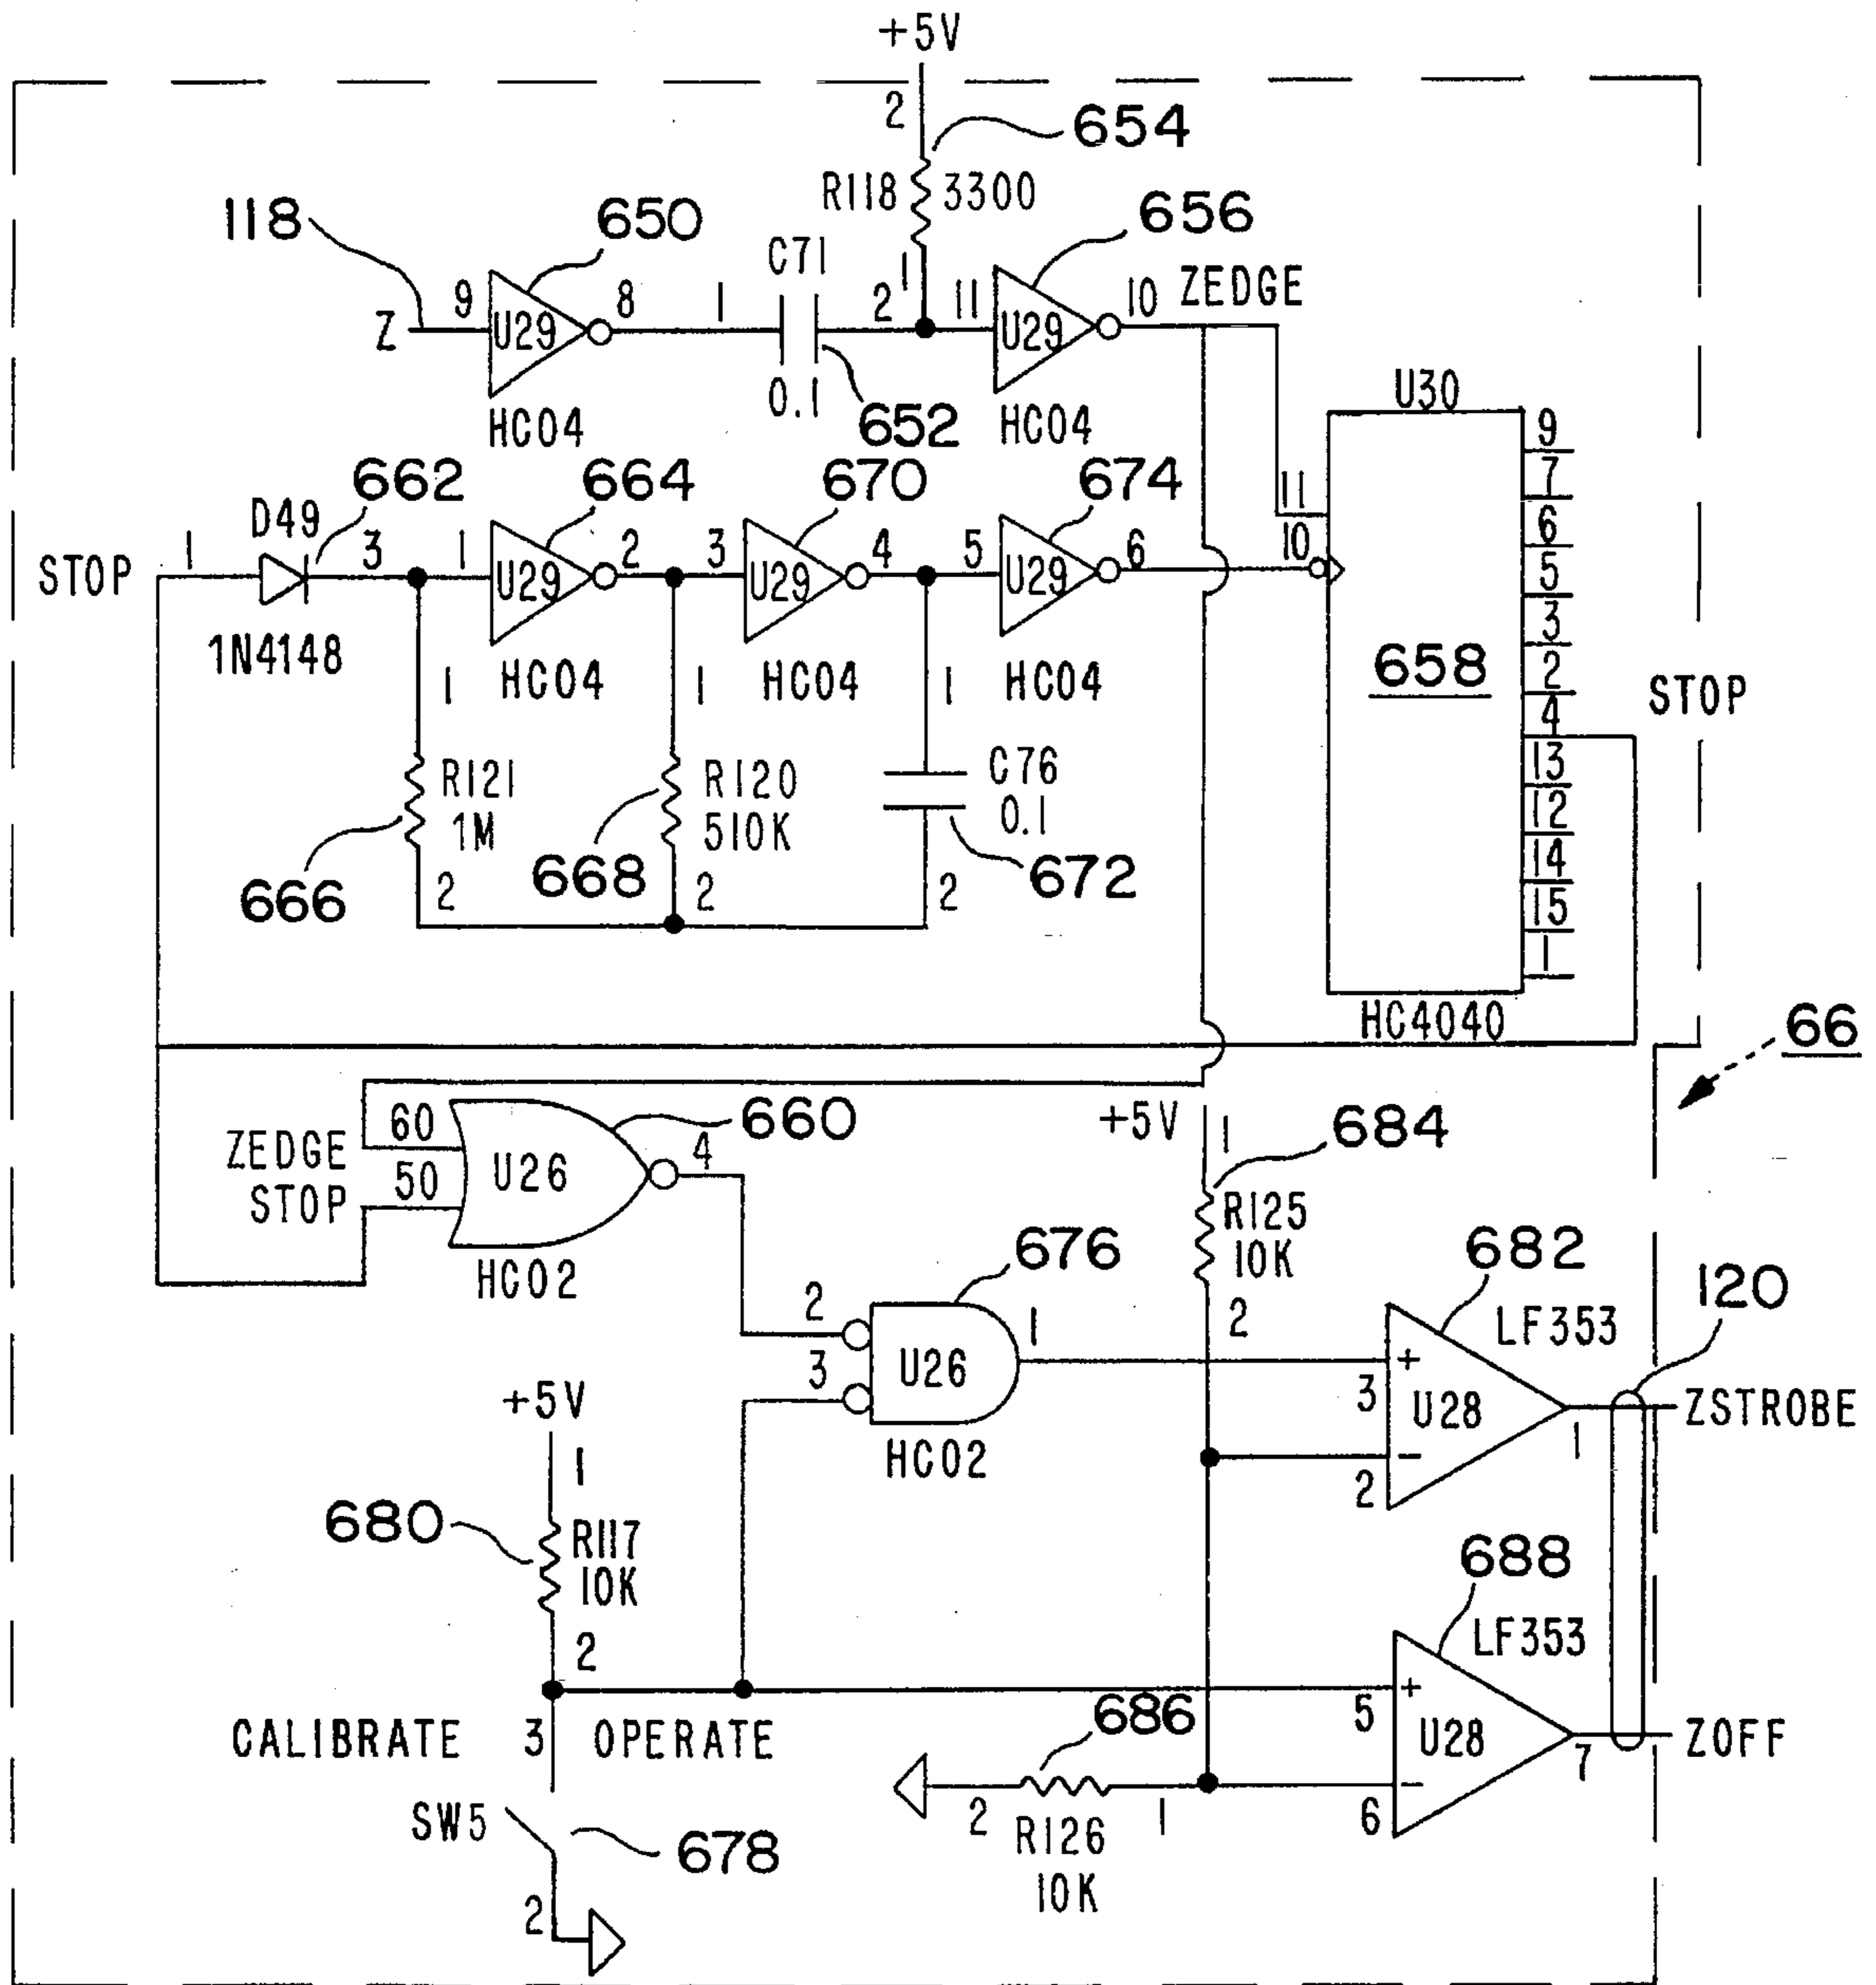 +5V
2
654
R118 3300
118
650
656
C71
1
Z 9 U29 8 1 2 11 U29 10 ZEDGE
HC04
0.1
652
HC04
U30
9
7
6
5
3
2
4
13
12
14
15
1
11
10
658
HC4040
STOP
662
664
670
674
D49
STOP 1 3 1 U29 2 3 U29 4 5 U29 6
1N4148
HC04
HC04
HC04
1
1
1
R121
1M
R120
510K
C76
0.1
666
668
672
2
2
2
66
ZEDGE 60
STOP 50
U26
4
660
HC02
+5V 1
684
R125
10K
2
676
2
3
U26
1
HC02
682
LF353
120
+
3 U28
ZSTROBE
1
2 -
+5V
1
680
R117
10K
2
688
LF353
CALIBRATE 3 OPERATE
686
+
5
U28
ZOFF
7
6 -
2 R126 1
10K
SW5
678
2